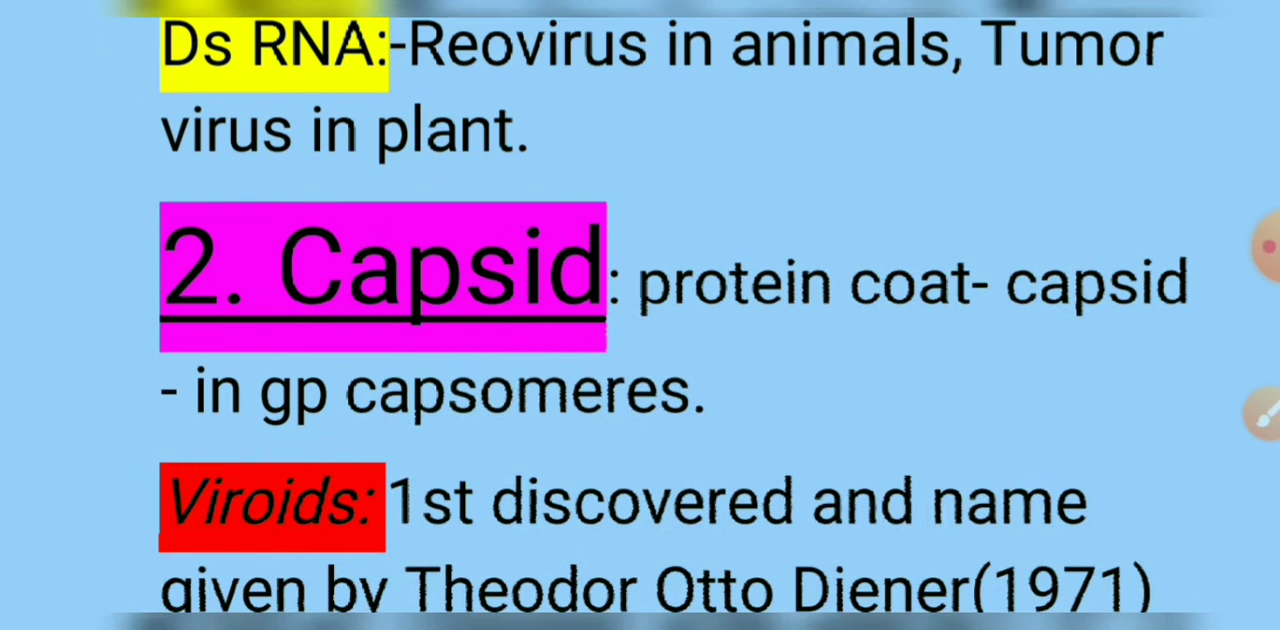 Ds RNA:-Reovirus in animals, Tumor
virus in plant.
2. Capsid: protein coat- capsid
- in gp capsomeres.
Viroids: 1st discovered and name
given by Theodor Otto Diener(1971)